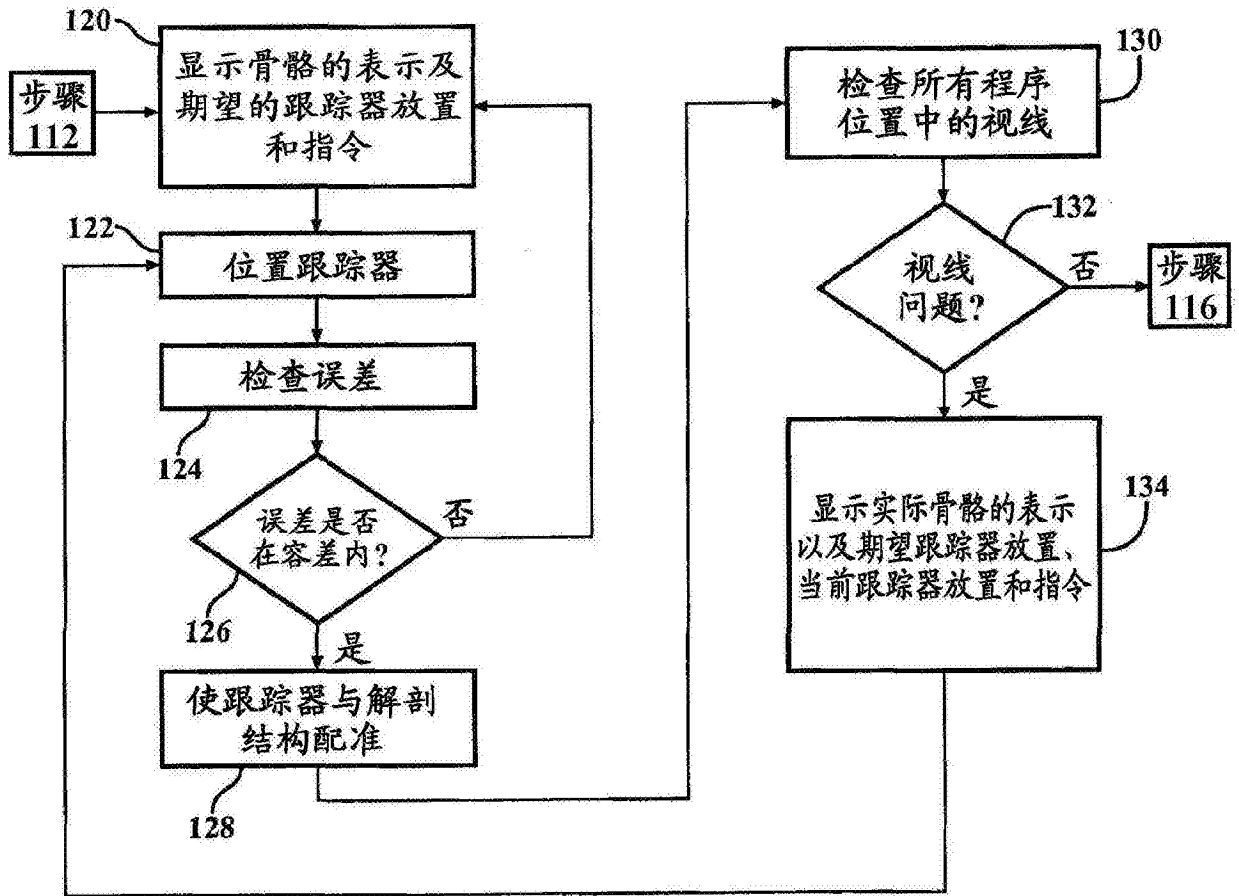 120
显示骨骼的表示及
期望的跟踪器放置
和指令
步骤
112
122
位置跟踪器
检查误差
124
误差是否
在容差内?
否
126
是
使跟踪器与解剖
结构配准
128
130
检查所有程序
位置中的视线
132
视线
问题?
否
步骤
116
是
134
显示实际骨骼的表示
以及期望跟踪器放置、
当前跟踪器放置和指令